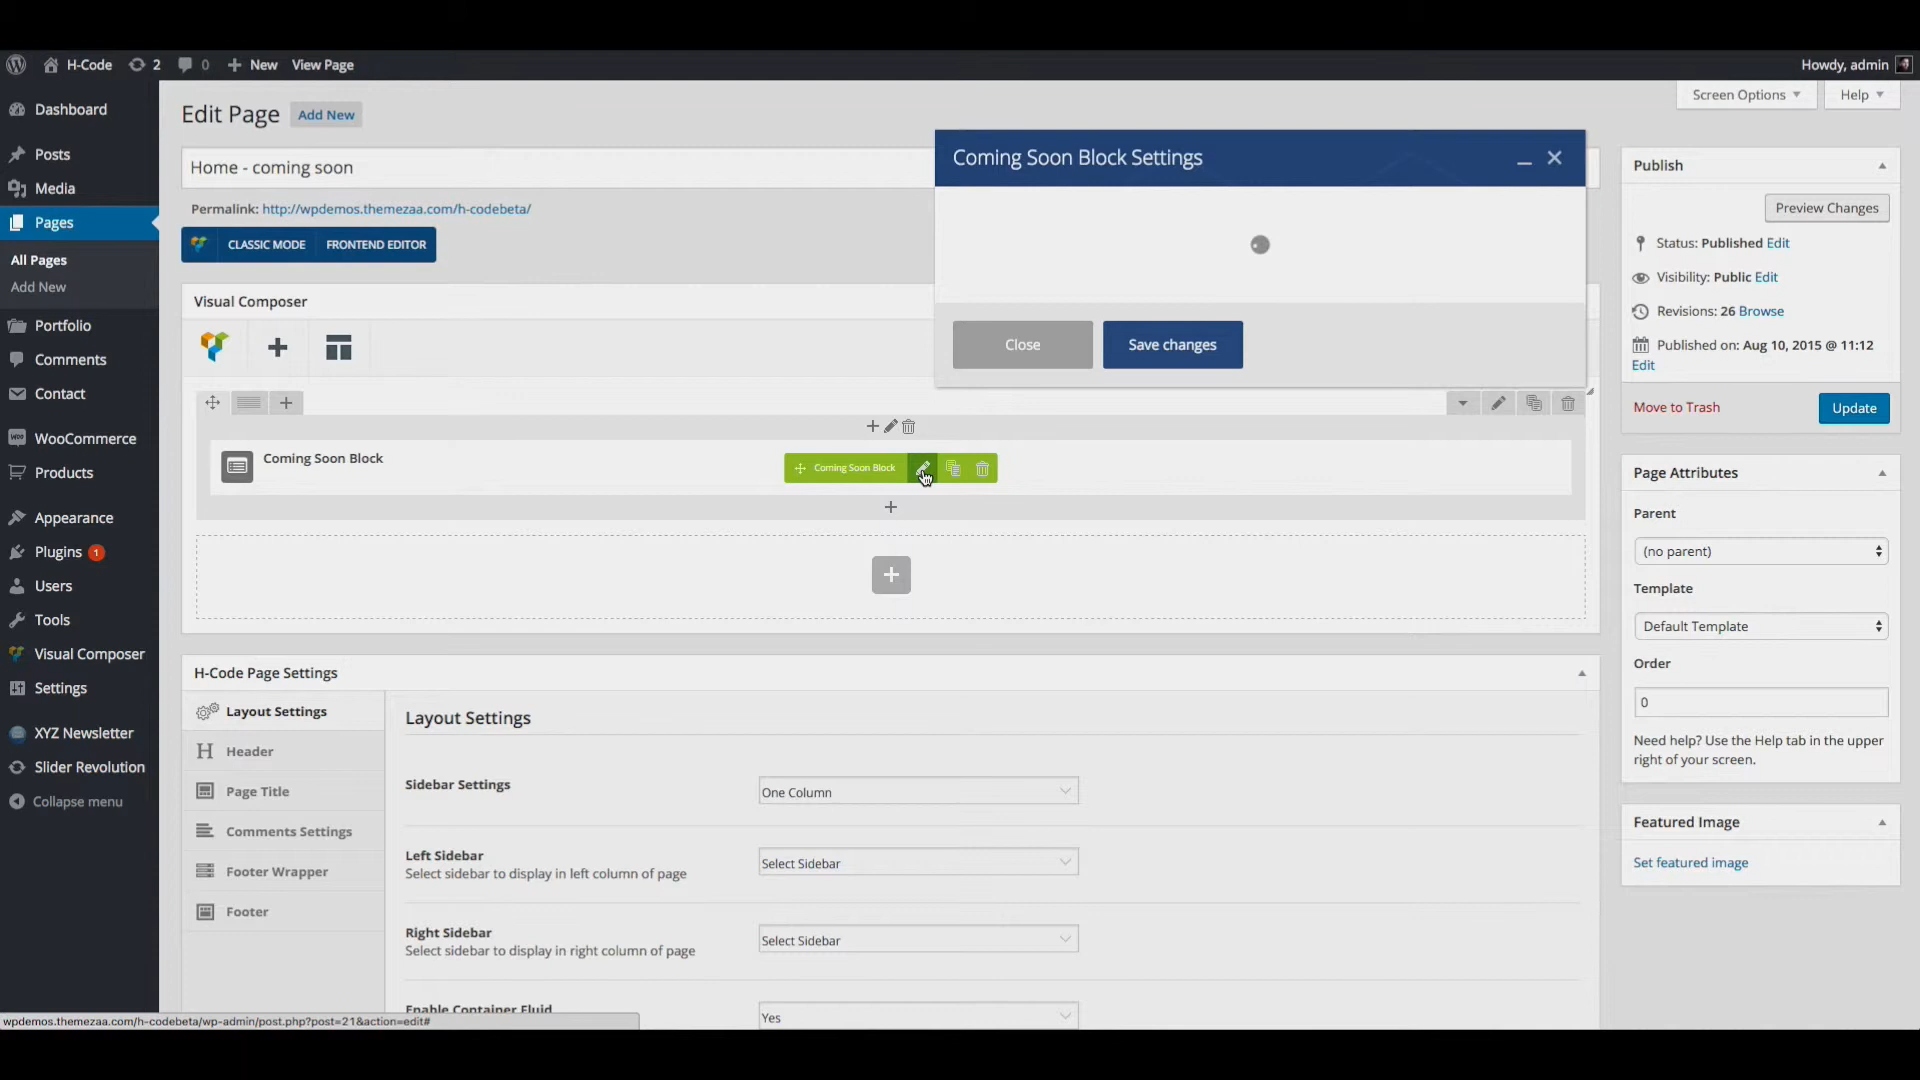 H-Code 2 0 New View Page Howdy, admin
Screen Options Help
Dashboard
Posts
Media
Pages
All Pages
Add New
Portfolio
Comments
Contact
WooCommerce
Products
Appearance
Plugins 1
Users
Tools
Visual Composer
Settings
XYZ Newsletter
Slider Revolution
Collapse menu
Edit Page Add New
Home - coming soon
Permalink: http://wpdemos.themezaa.com/h-codebeta/
CLASSIC MODE FRONTEND EDITOR
Visual Composer
Coming Soon Block
Coming Soon Block
Coming Soon Block Settings
Close Save changes
H-Code Page Settings
Layout Settings
Header
Page Title
Comments Settings
Footer Wrapper
Footer
Layout Settings
Sidebar Settings One Column
Left Sidebar
Select sidebar to display in left column of page
Select Sidebar
Right Sidebar
Select sidebar to display in right column of page
Select Sidebar
Enable Container Fluid
Yes
Publish
Preview Changes
Status: Published Edit
Visibility: Public Edit
Revisions: 26 Browse
Published on: Aug 10, 2015 @ 11:12
Edit
Move to Trash Update
Page Attributes
Parent
(no parent)
Template
Default Template
Order
0
Need help? Use the Help tab in the upper
right of your screen.
Featured Image
Set featured image
wpdemos.themezaa.com/h-codebeta/wp-admin/post.php?post=21&action=edit#